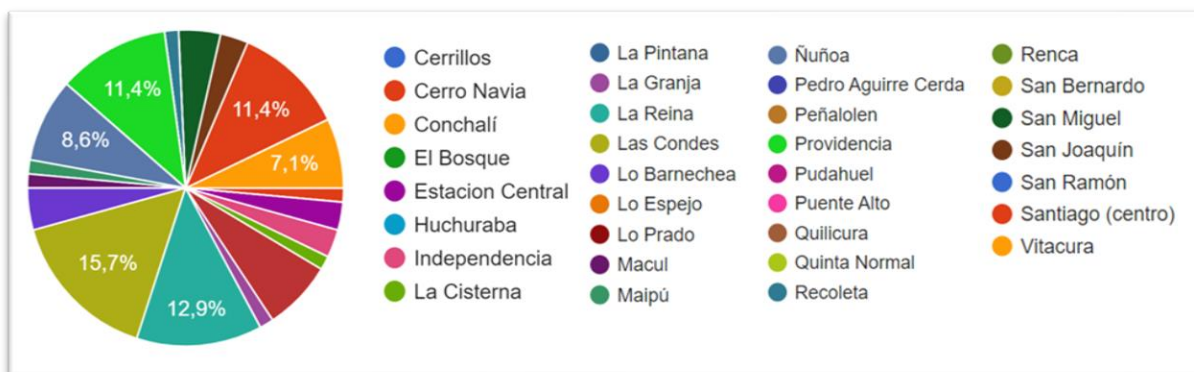 11,4%
11,4%
8,6%
7,1%
15,7%
12,9%
Cerrillos
Cerro Navia
Conchalí
El Bosque
Estacion Central
Huchuraba
Independencia
La Cisterna
La Pintana
La Granja
La Reina
Las Condes
Lo Barnechea
Lo Espejo
Lo Prado
Macul
Maipú
Ñuñoa
Pedro Aguirre Cerda
Peñalolen
Providencia
Pudahuel
Puente Alto
Quilicura
Quinta Normal
Recoleta
Renca
San Bernardo
San Miguel
San Joaquín
San Ramón
Santiago (centro)
Vitacura